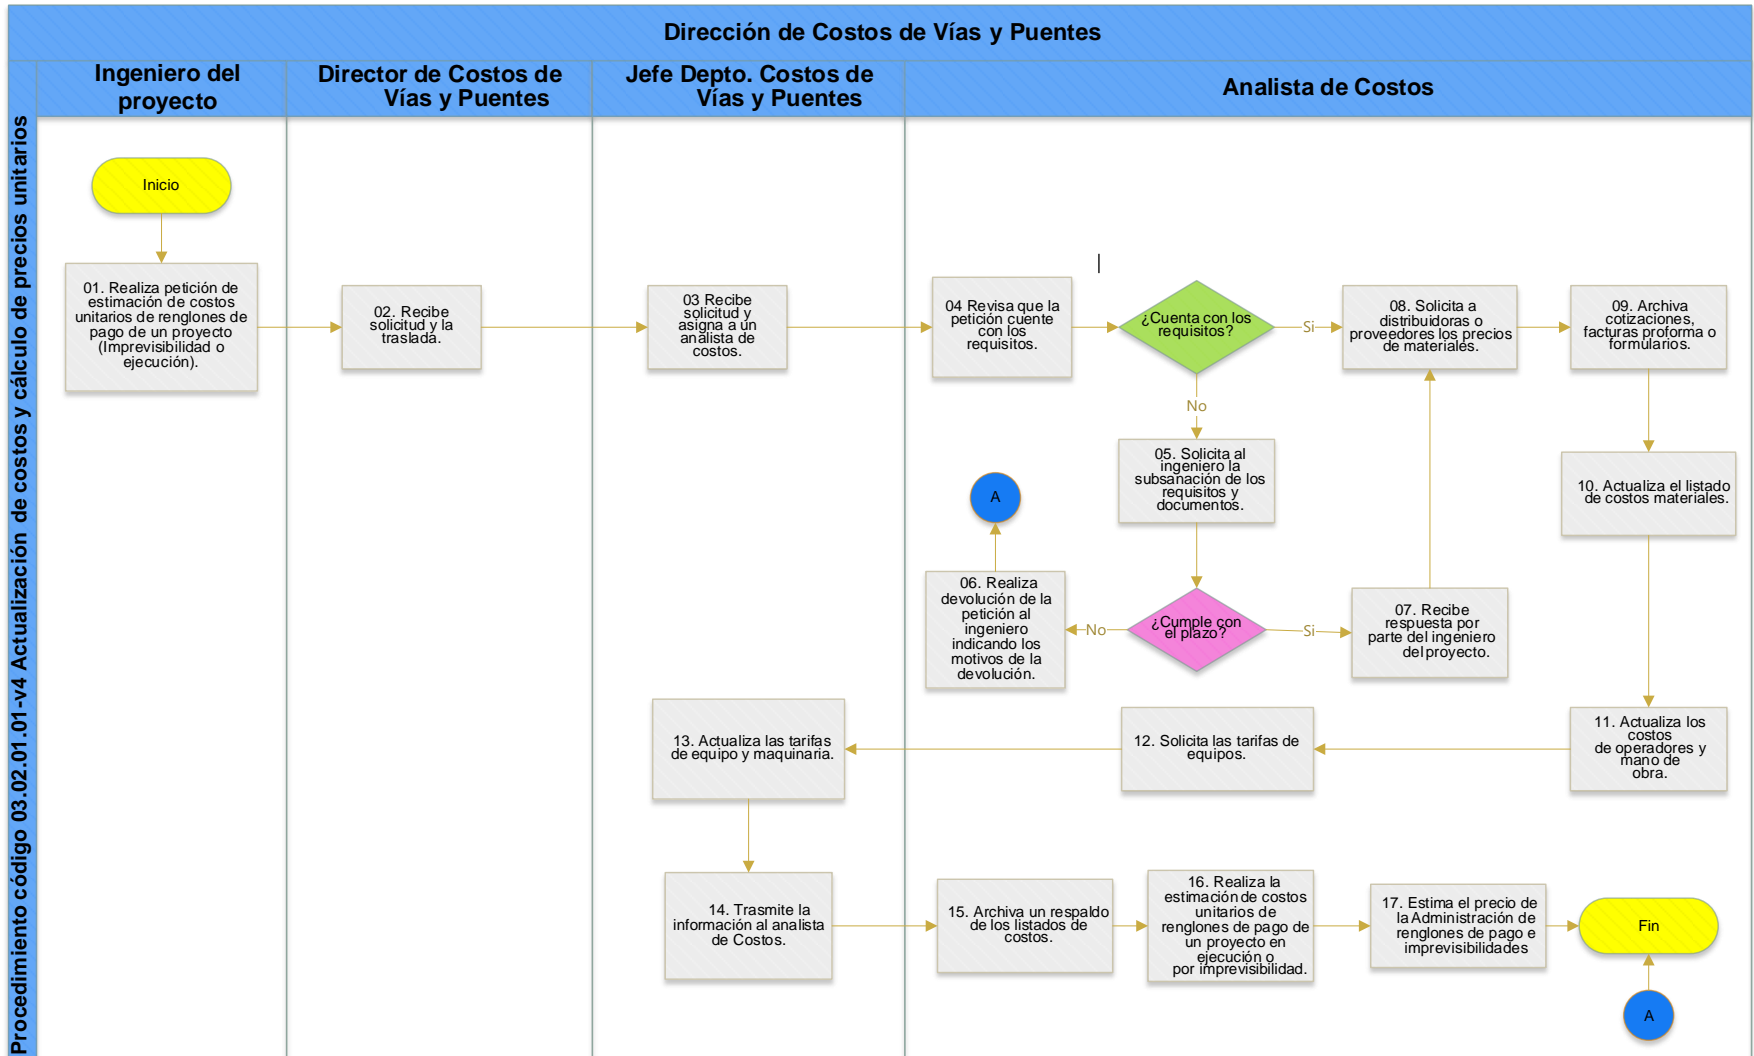 Dirección de Costos de Vías y Puentes
Procedimiento código 03.02.01.01-v4 Actualización de costos y cálculo de precios unitarios
Ingeniero del
proyecto
Director de Costos de
Vías y Puentes
Jefe Depto. Costos de
Vías y Puentes
Analista de Costos
Inicio
01. Realiza petición de
estimación de costos
unitarios de renglones de
pago de un proyecto
(Imprevisibilidad o
ejecución).
02. Recibe
solicitud y la
traslada.
03 Recibe
solicitud y
asigna a un
analista de
costos.
04 Revisa que la
petición cuente
con los
requisitos.
¿Cuenta con los
requisitos?
Si
08. Solicita a
distribuidoras o
proveedores los precios
de materiales.
09. Archiva
cotizaciones,
facturas proforma o
formularios.
No
05. Solicita al
ingeniero la
subsanación de los
requisitos y
documentos.
A
10. Actualiza el listado
de costos materiales.
06. Realiza
devolución de la
petición al
ingeniero
indicando los
motivos de la
devolución.
No
¿Cumple con
el plazo?
Si
07. Recibe
respuesta por
parte del ingeniero
del proyecto.
13. Actualiza las tarifas
de equipo y maquinaria.
12. Solicita las tarifas de
equipos.
11. Actualiza los
costos
de operadores y
mano de
obra.
14. Trasmite la
información al analista
de Costos.
15. Archiva un respaldo
de los listados de
costos.
16. Realiza la
estimación de costos
unitarios de
renglones de pago de
un proyecto en
ejecución o
por imprevisibilidad.
17. Estima el precio de
la Administración de
renglones de pago e
imprevisibilidades
Fin
A